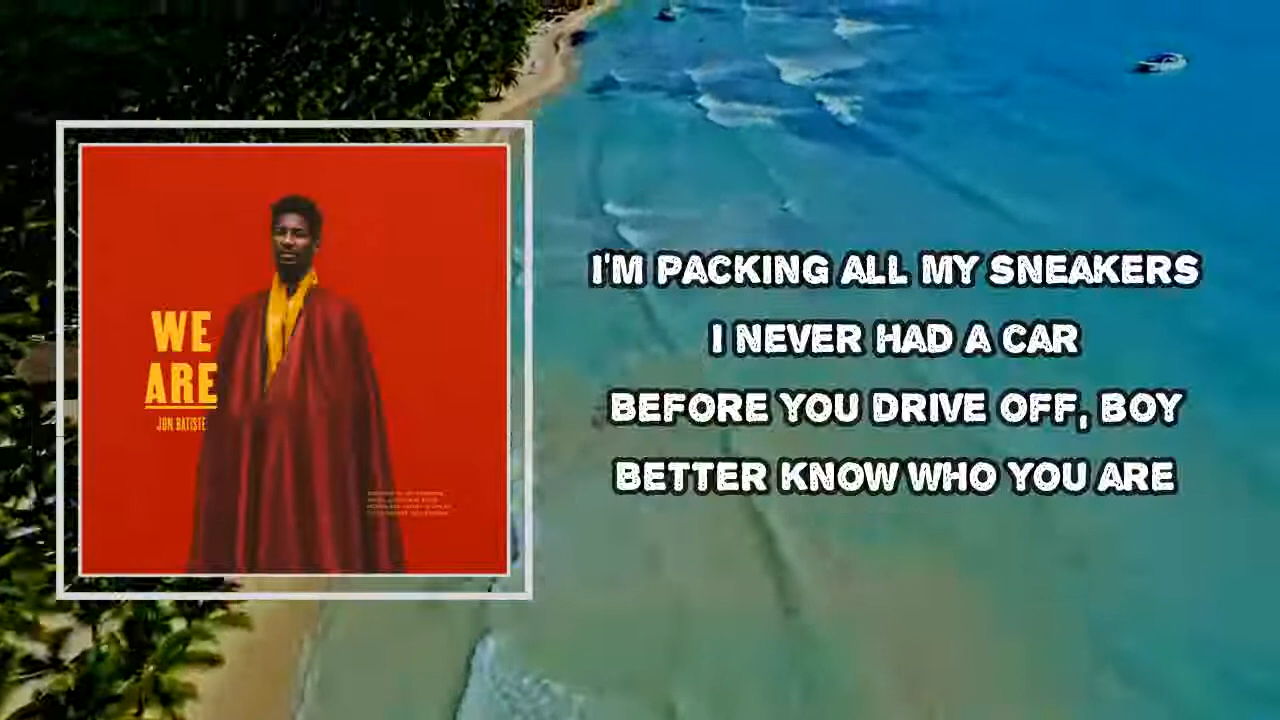 WE
ARE
JON BATISTE
I'M PACKING ALL MY SNEAKERS
I NEVER HAD A CAR
BEFORE YOU DRIVE OFF, BOY
BETTER KNOW WHO YOU ARE